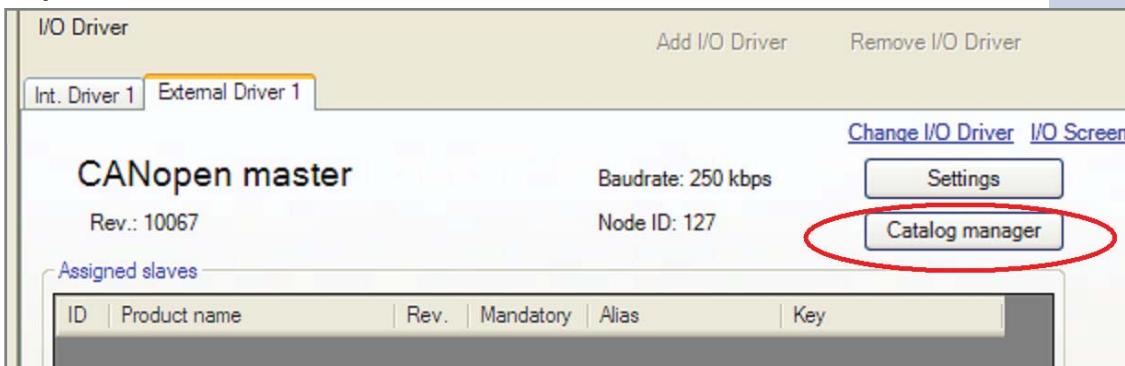 I/O Driver
Add I/O Driver Remove I/O Driver
Int. Driver 1 External Driver 1
Change I/O Driver I/O Screen
CANopen master Baudrate: 250 kbps Settings
Rev.: 10067 Node ID: 127 Catalog manager
Assigned slaves
ID Product name Rev. Mandatory Alias Key